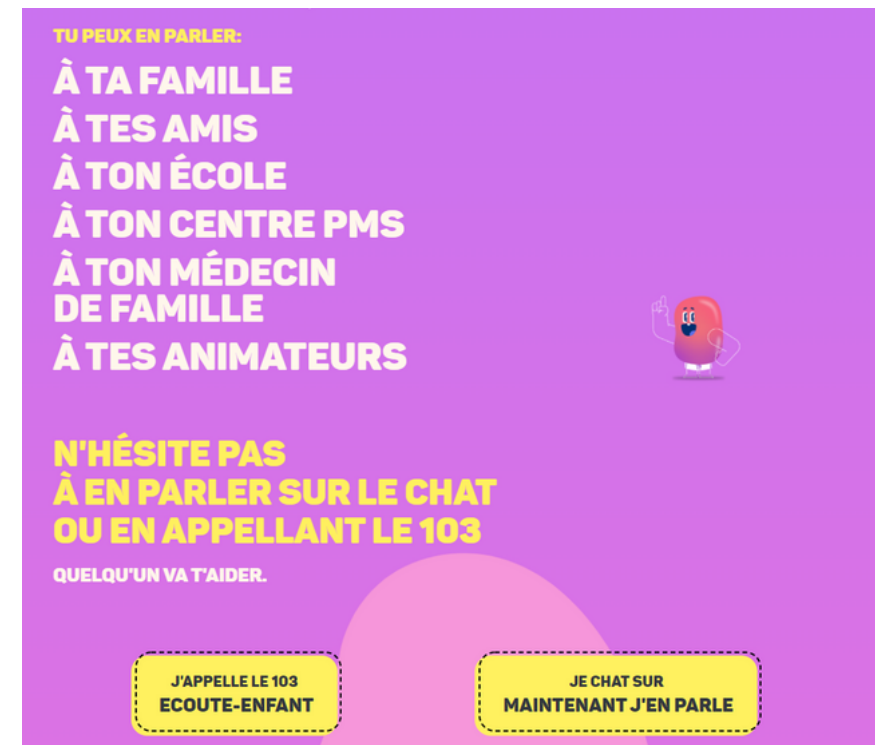 TU PEUX EN PARLER:
À TA FAMILLE
À TES AMIS
À TON ÉCOLE
À TON CENTRE PMS
À TON MÉDECIN
DE FAMILLE
À TES ANIMATEURS
N'HÉSITE PAS
À EN PARLER SUR LE CHAT
OU EN APPELLANT LE 103
QUELQU'UN VA T'AIDER.
J'APPELLE LE 103
ECOUTE-ENFANT
JE CHAT SUR
MAINTENANT J'EN PARLE